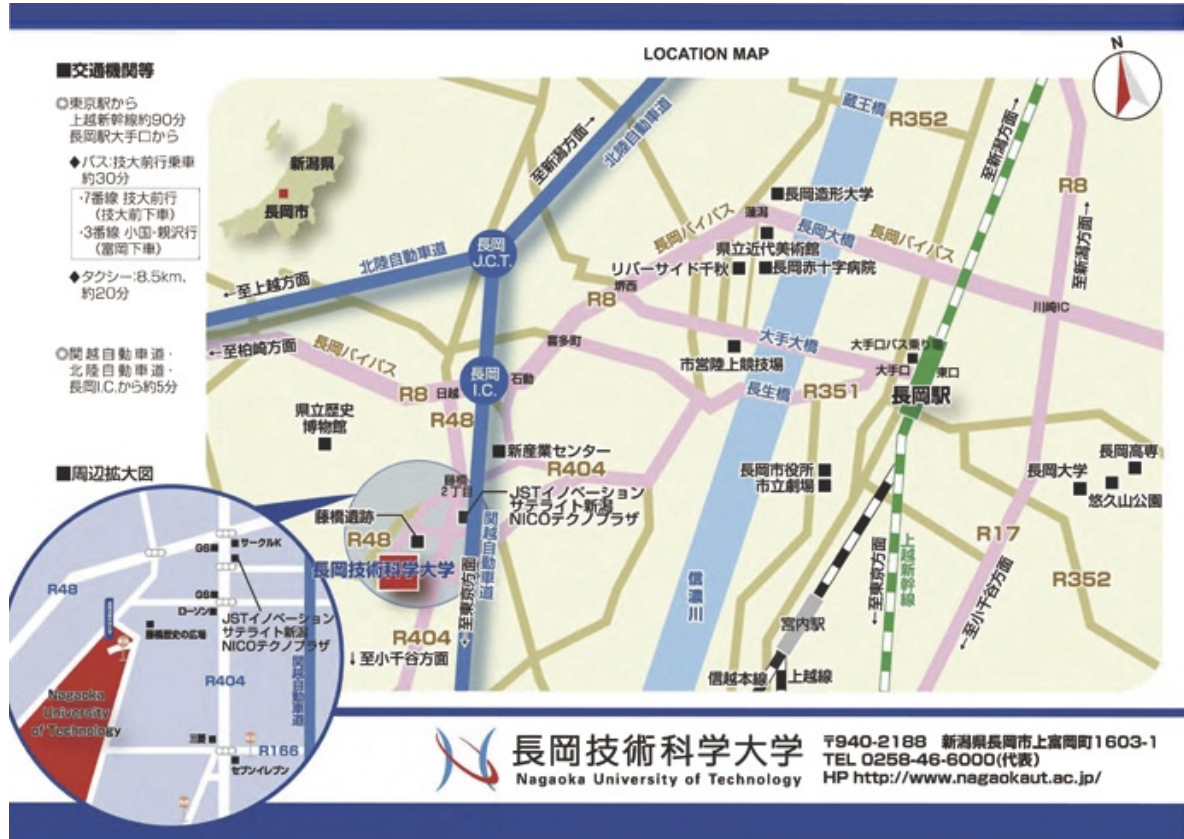 LOCATION MAP
N
■交通機関等
◎東京駅から
上越新幹線約90分
長岡駅大手口から
◆バス:技大前行乗車
約30分
・7番線 技大前行
(技大前下車)
・3番線 小国・親沢行
(富岡下車)
◆タクシー:8.5km、
約20分
◎関越自動車道・
北陸自動車道・
長岡I.C.から約5分
■周辺拡大図
新潟県
長岡市
至新潟方面→
北陸自動車道
蔵王橋
R352
至新潟方面→
R8
至新潟方面→
長岡造形大学
蓮潟
長岡バイパス
長岡大橋
長岡バイパス
県立近代美術館
リバーサイド千秋
長岡赤十字病院
長岡
J.C.T.
北陸自動車道
←至上越方面
堺西
R8
川崎IC
←至柏崎方面
長岡バイパス
喜多町
大手大橋
大手口バス乗り場
市営陸上競技場
大手口
東口
長岡
I.C.
石動
日越
R8
長生橋
R351
長岡駅
R48
県立歴史
博物館
新産業センター
R404
長岡市役所
市立劇場
長岡高専
長岡大学
悠久山公園
藤橋
2丁目
JSTイノベーション
サテライト新潟
NICOテクノプラザ
藤橋遺跡
R48
関越自動車道
長岡技術科学大学
←至東京方面
信濃川
←至東京方面
上越新幹線
R17
←至小千谷方面
R352
宮内駅
R404
↓至小千谷方面
信越本線
上越線
サークルK
GS
R48
GS
ローソン
JSTイノベーション
サテライト新潟
NICOテクノプラザ
藤橋歴史の広場
関越自動車道
R404
Nagaoka
University
of Technology
三菱
R166
セブンイレブン
長岡技術科学大学
Nagaoka University of Technology
〒940-2188 新潟県長岡市上富岡町1603-1
TEL 0258-46-6000(代表)
HP http://www.nagaokaut.ac.jp/